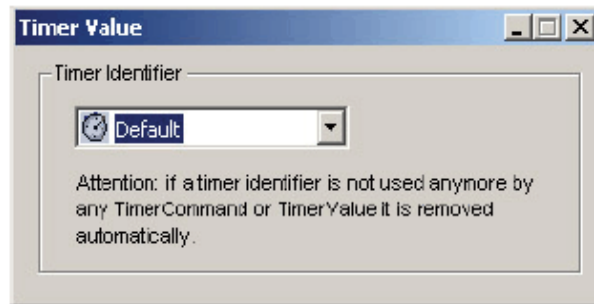 Timer Value
Timer Identifier
Default
Attention: if a timer identifier is not used anymore by
any TimerCommand or TimerValue it is removed
automatically.